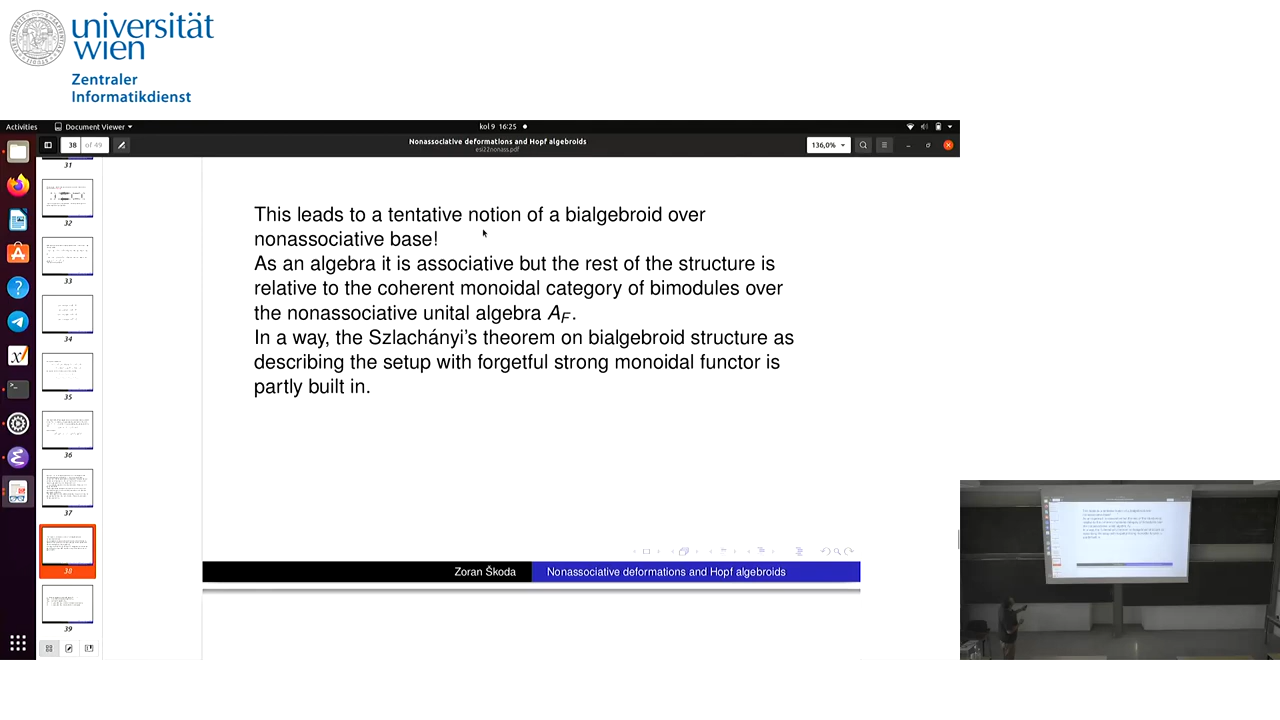 universität
wien
Zentraler
Informatikdienst
Activities
Document Viewer
kol 9 16:25
38 of 49
Nonassociative deformations and Hopf algebroids
esi22nonass.pdf
136,0%
31
32
33
34
35
36
37
38
39
This leads to a tentative notion of a bialgebroid over
nonassociative base!
As an algebra it is associative but the rest of the structure is
relative to the coherent monoidal category of bimodules over
the nonassociative unital algebra A_F.
In a way, the Szlachányi's theorem on bialgebroid structure as
describing the setup with forgetful strong monoidal functor is
partly built in.
Zoran Škoda
Nonassociative deformations and Hopf algebroids